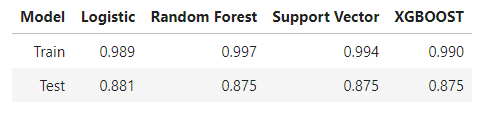 Model Logistic Random Forest Support Vector XGBOOST
Train 0.989 0.997 0.994 0.990
Test 0.881 0.875 0.875 0.875